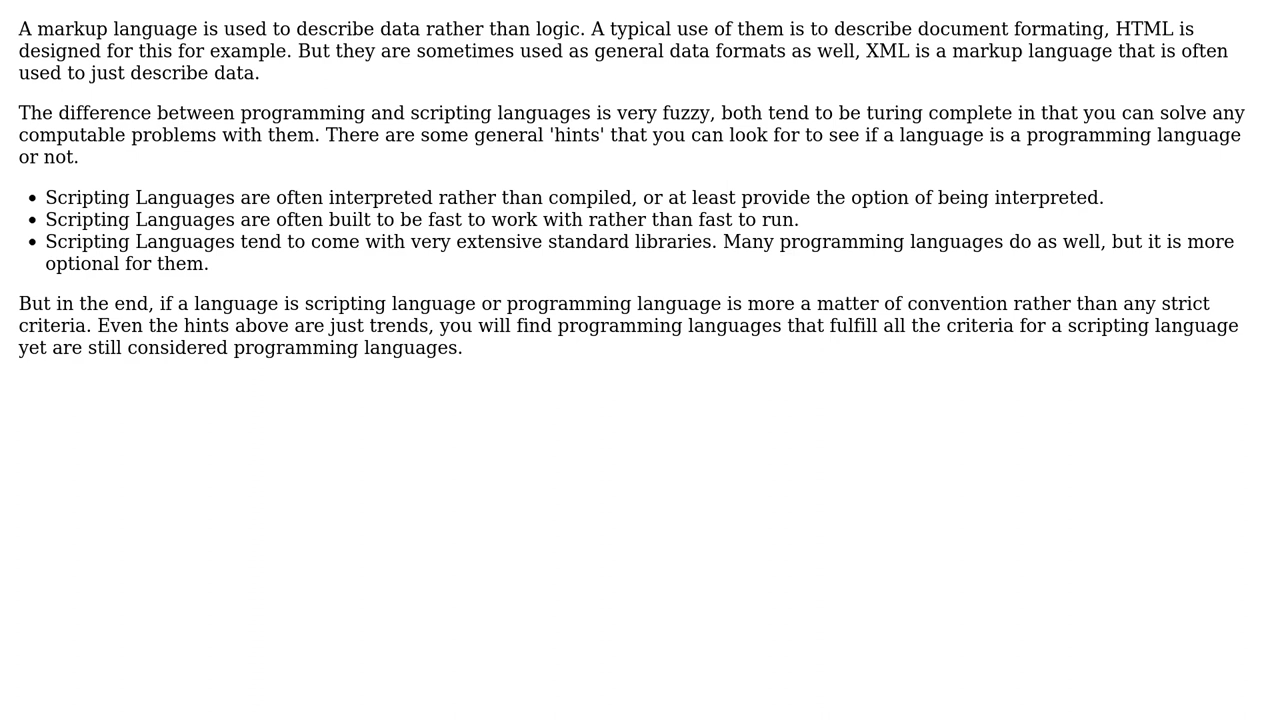 A markup language is used to describe data rather than logic. A typical use of them is to describe document formating, HTML is
designed for this for example. But they are sometimes used as general data formats as well, XML is a markup language that is often
used to just describe data.
The difference between programming and scripting languages is very fuzzy, both tend to be turing complete in that you can solve any
computable problems with them. There are some general 'hints' that you can look for to see if a language is a programming language
or not.
• Scripting Languages are often interpreted rather than compiled, or at least provide the option of being interpreted.
• Scripting Languages are often built to be fast to work with rather than fast to run.
• Scripting Languages tend to come with very extensive standard libraries. Many programming languages do as well, but it is more
optional for them.
But in the end, if a language is scripting language or programming language is more a matter of convention rather than any strict
criteria. Even the hints above are just trends, you will find programming languages that fulfill all the criteria for a scripting language
yet are still considered programming languages.